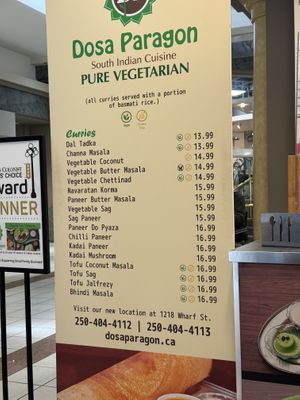 Dosa Paragon
South Indian Cuisine
PURE VEGETARIAN
(all curries served with a portion
of basmati rice.)
Curries
Dal Tadka 13.99
Channa Masala 13.99
Vegetable Coconut 14.99
Vegetable Butter Masala 14.99
Vegetable Chettinad 14.99
Navaratan Korma 15.99
Paneer Butter Masala 15.99
Vegetable Sag 15.99
Sag Paneer 15.99
Paneer Do Pyaza 16.99
Chilli Paneer 16.99
Kadai Paneer 16.99
Kadai Mushroom 16.99
Tofu Coconut Masala 16.99
Tofu Sag 16.99
Tofu Jalfrezy 16.99
Bhindi Masala 16.99
Visit our new location at 1218 Wharf St.
250-404-4112 | 250-404-4113
dosaparagon.ca
CHOICE
ward
NNER